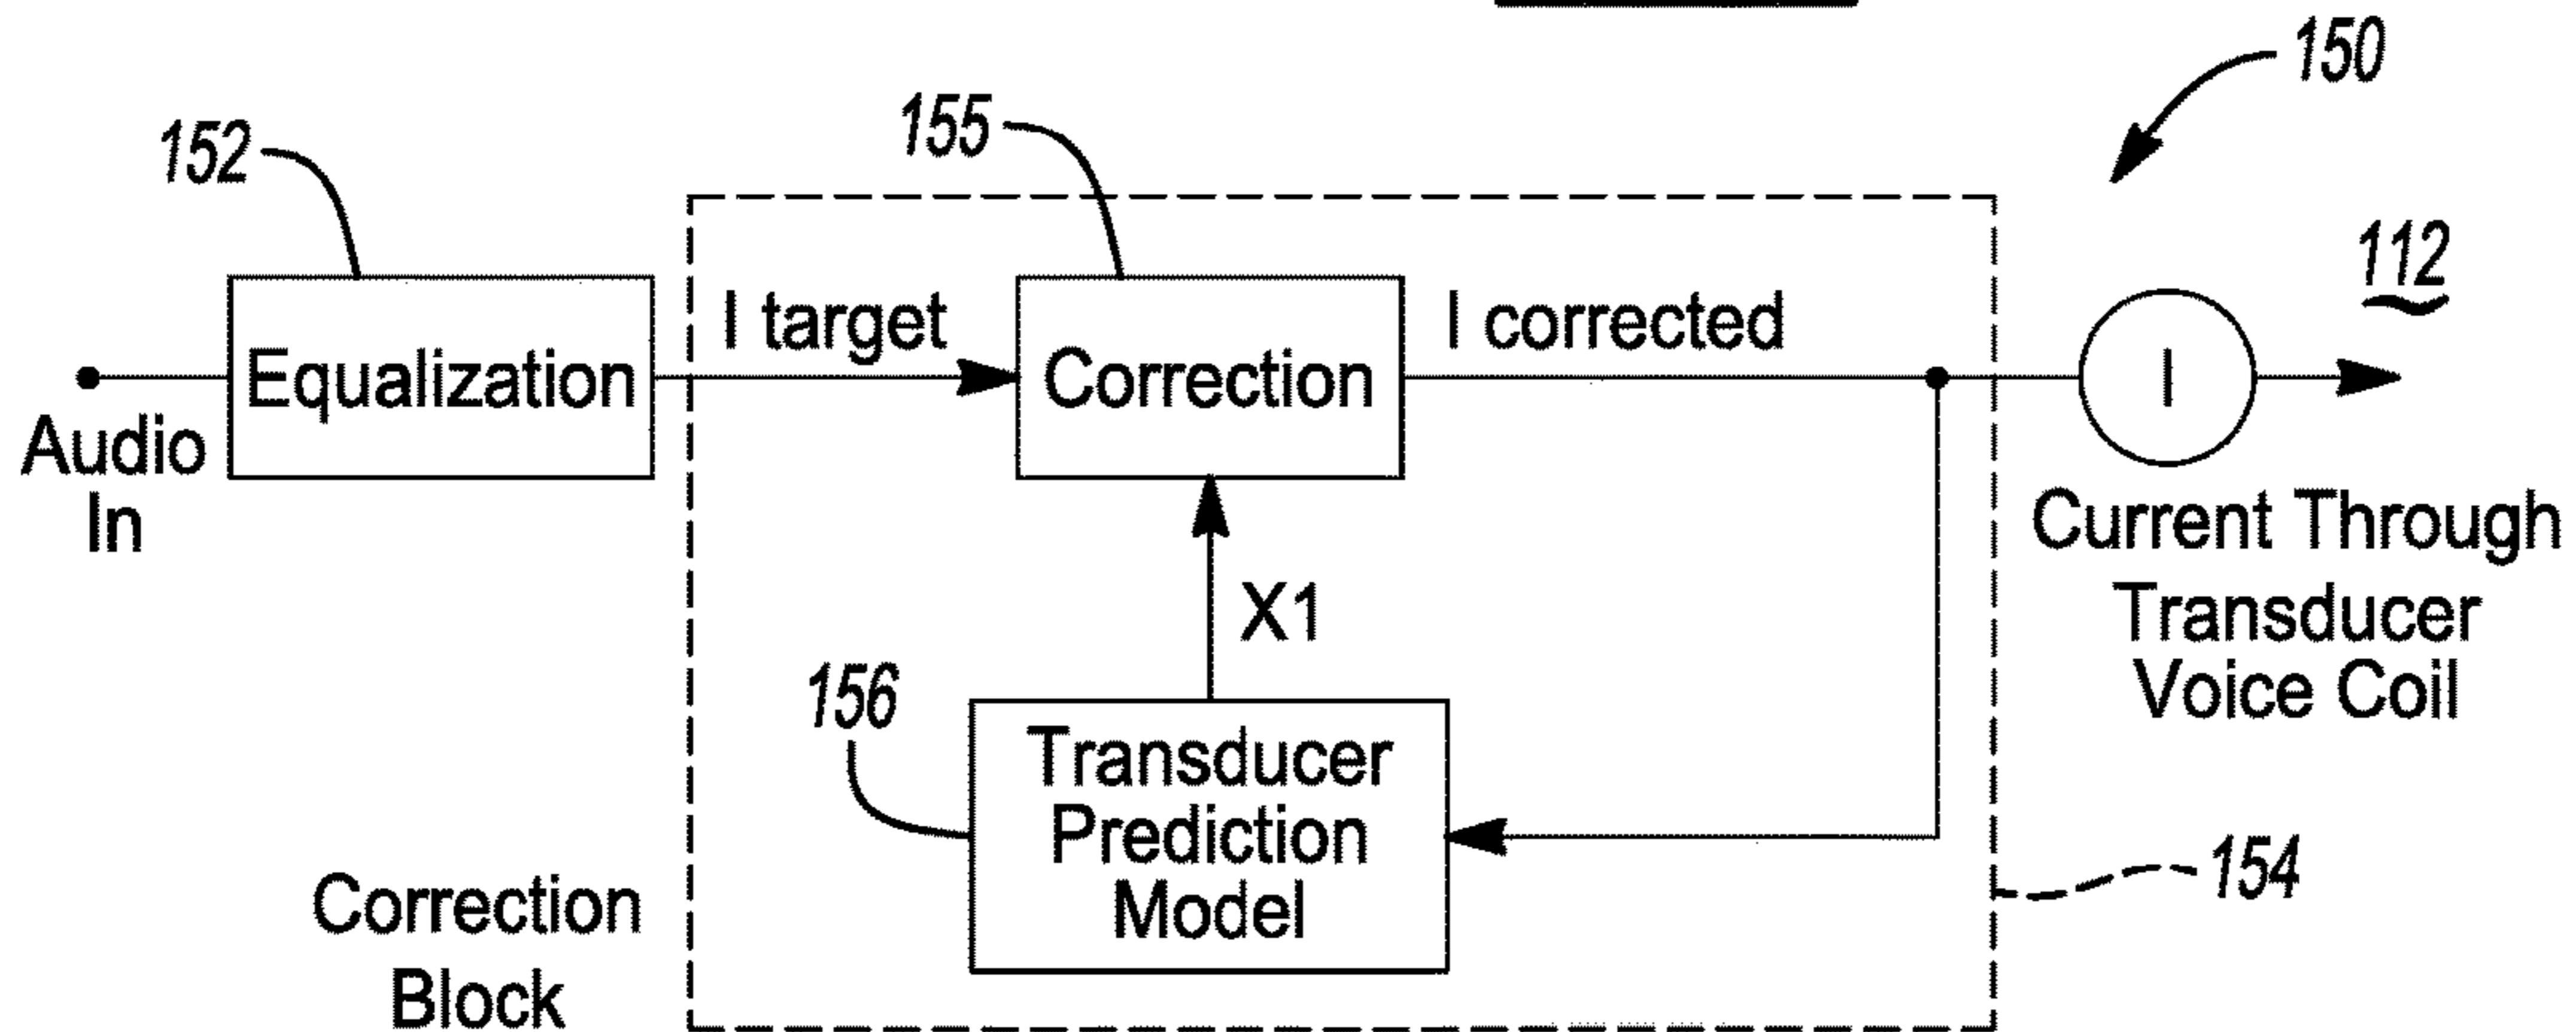 150
155
152
112
I target
I corrected
Equalization
Correction
I
Audio
In
Current Through
Transducer
Voice Coil
X1
156
Transducer
Prediction
Model
154
Correction
Block